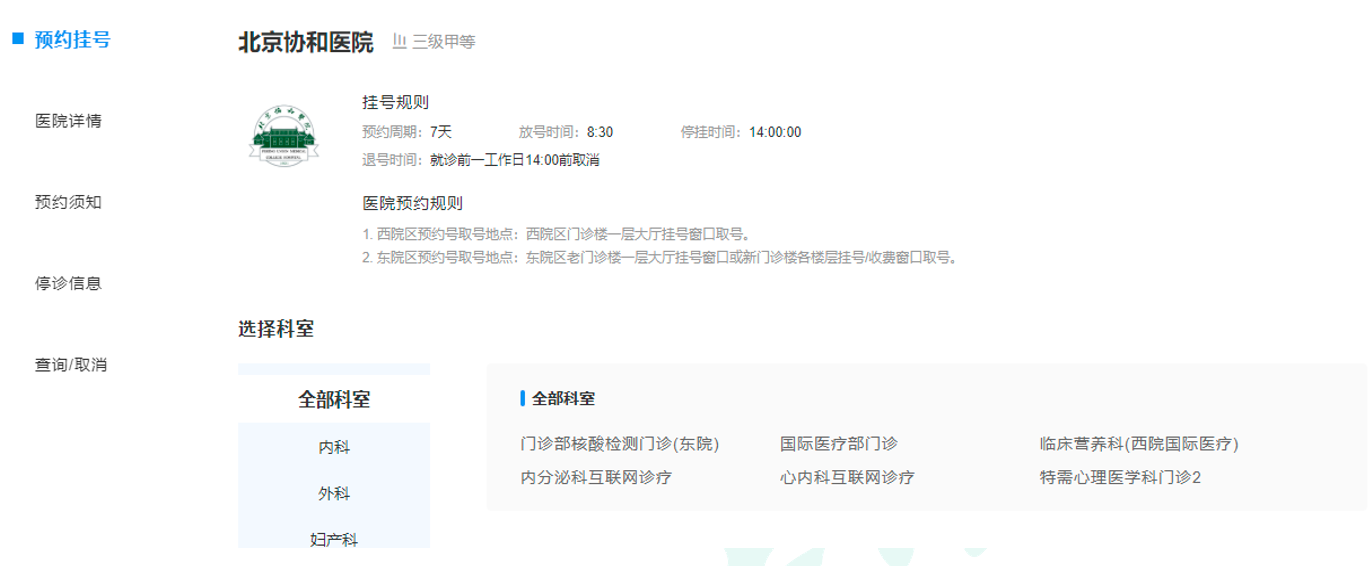 预约挂号
医院详情
预约须知
停诊信息
查询/取消
北京协和医院 三级甲等
挂号规则
预约周期：7天 放号时间：8:30 停挂时间：14:00:00
退号时间：就诊前一工作日14:00前取消
医院预约规则
1. 西院区预约号取号地点：西院区门诊楼一层大厅挂号窗口取号。
2. 东院区预约号取号地点：东院区老门诊楼一层大厅挂号窗口或新门诊楼各楼层挂号/收费窗口取号。
选择科室
全部科室
内科
外科
妇产科
全部科室
门诊部核酸检测门诊(东院) 国际医疗部门诊 临床营养科(西院国际医疗)
内分泌科互联网诊疗 心内科互联网诊疗 特需心理医学科门诊2